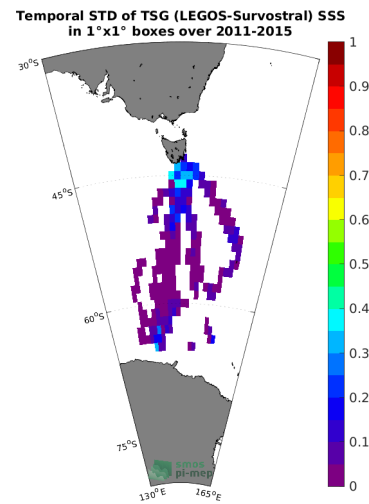 Temporal STD of TSG (LEGOS-Survostral) SSS
in 1°x1° boxes over 2011-2015
30°S
45°S
60°S
75°S
130°E
165°E
1
0.9
0.8
0.7
0.6
0.5
0.4
0.3
0.2
0.1
0
smos
pi-mep